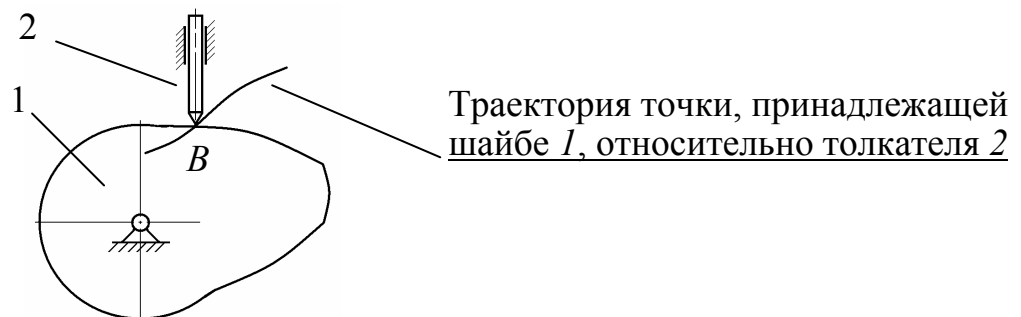 2
1
B
Траектория точки, принадлежащей
шайбе 1, относительно толкателя 2